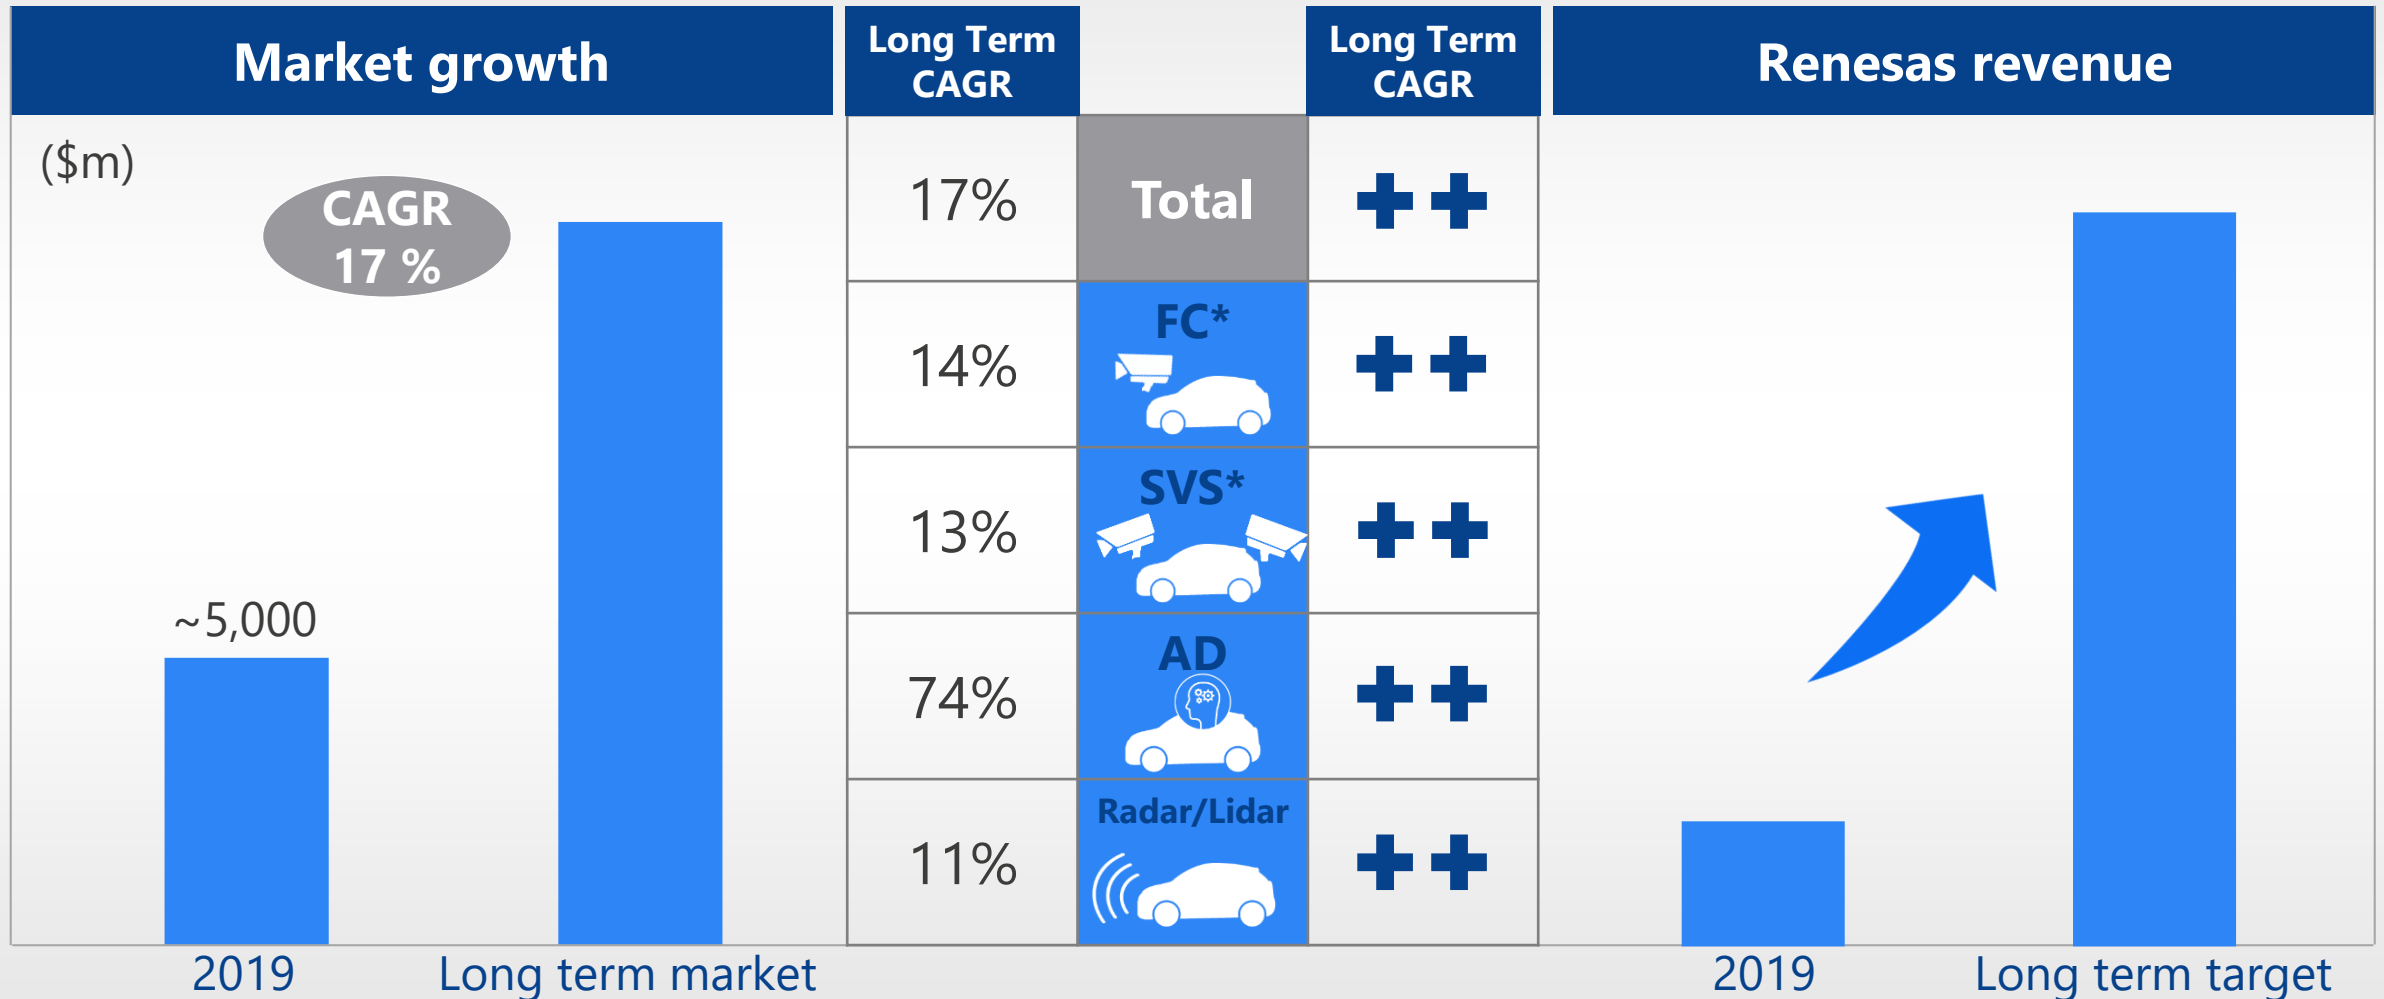 Market growth
Long Term
CAGR
Long Term
CAGR
Renesas revenue
($m)
CAGR
17 %
~5,000
2019
Long term market
17%
Total
14%
FC*
13%
SVS*
74%
AD
11%
Radar/Lidar
2019
Long term target